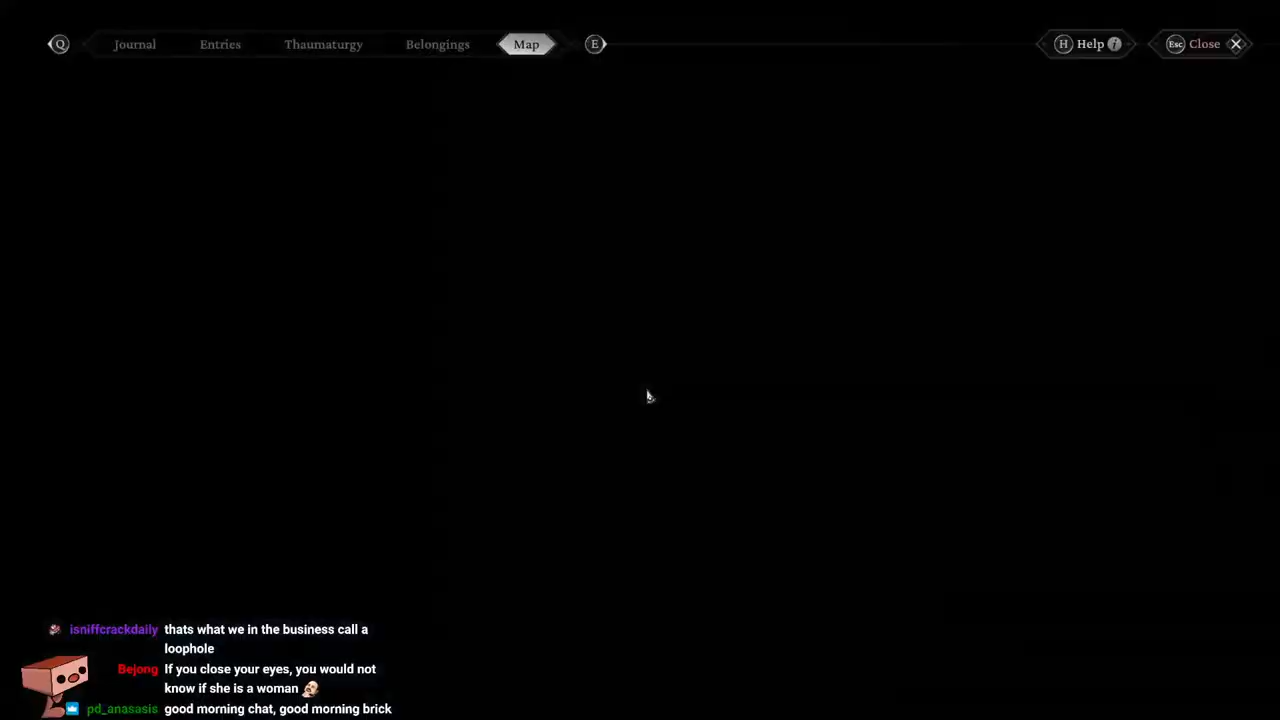 Q Journal Entries Thaumaturgy Belongings Map E H Help i Esc Close
isniffcrackdaily thats what we in the business call a
loophole
Bejong If you close your eyes, you would not
know if she is a woman
pd_anasasis good morning chat, good morning brick